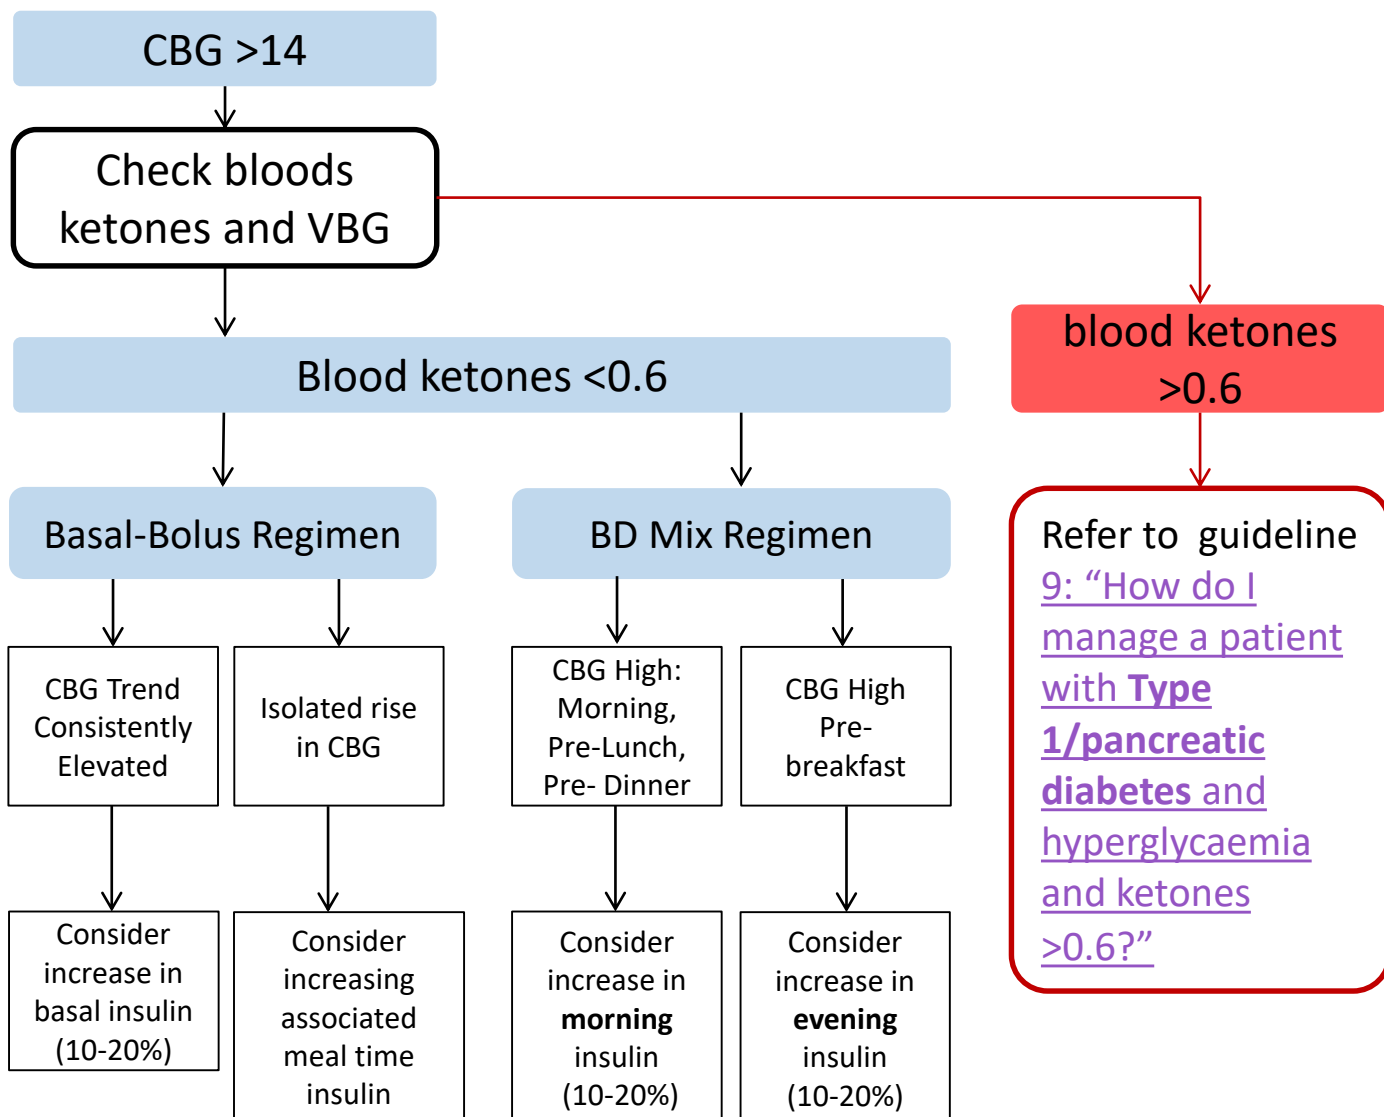 CBG >14
Check bloods
ketones and VBG
Blood ketones <0.6
blood ketones
>0.6
Basal-Bolus Regimen
BD Mix Regimen
CBG Trend
Consistently
Elevated
Isolated rise
in CBG
CBG High:
Morning,
Pre-Lunch,
Pre- Dinner
CBG High
Pre-
breakfast
Consider
increase in
basal insulin
(10-20%)
Consider
increasing
associated
meal time
insulin
Consider
increase in
morning
insulin
(10-20%)
Consider
increase in
evening
insulin
(10-20%)
Refer to  guideline
9: “How do I
manage a patient
with Type
1/pancreatic
diabetes and
hyperglycaemia
and ketones
>0.6?”